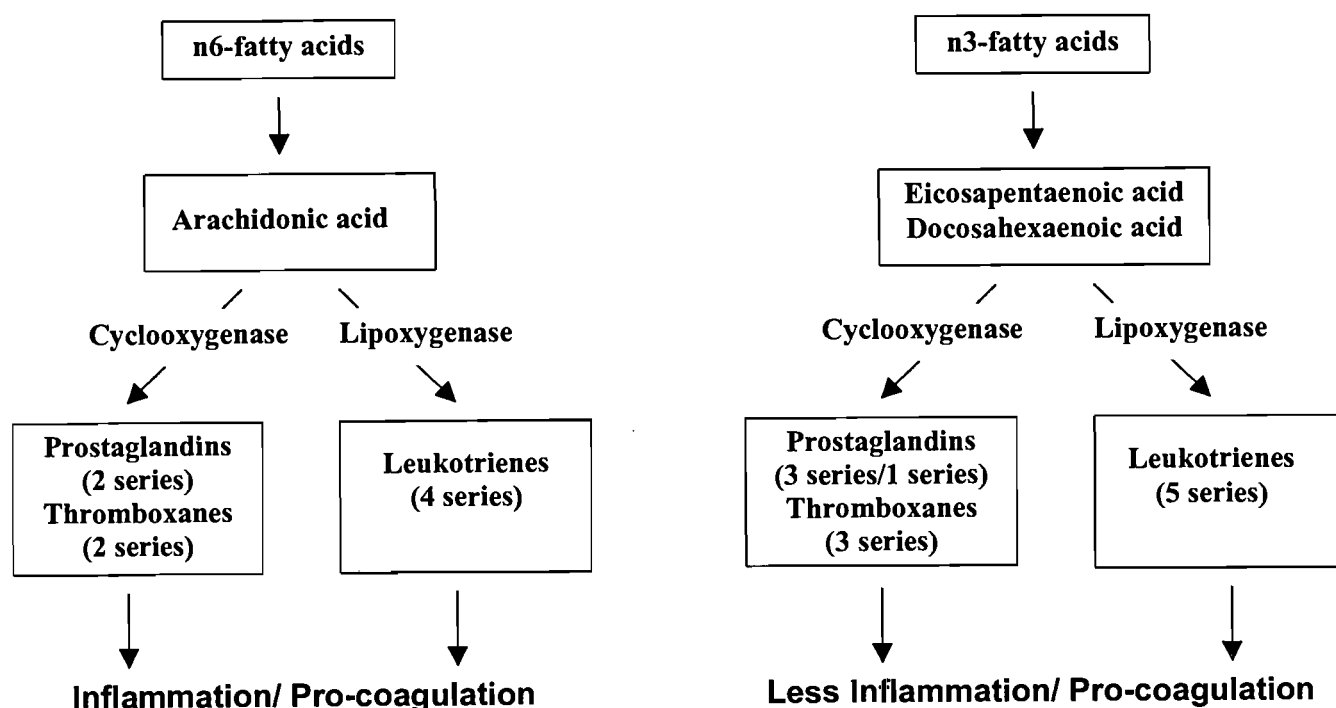 n6-fatty acids
Arachidonic acid
Cyclooxygenase
Lipoxygenase
Prostaglandins
(2 series)
Thromboxanes
(2 series)
Leukotrienes
(4 series)
Inflammation/ Pro-coagulation
n3-fatty acids
Eicosapentaenoic acid
Docosahexaenoic acid
Cyclooxygenase
Lipoxygenase
Prostaglandins
(3 series/1 series)
Thromboxanes
(3 series)
Leukotrienes
(5 series)
Less Inflammation/ Pro-coagulation